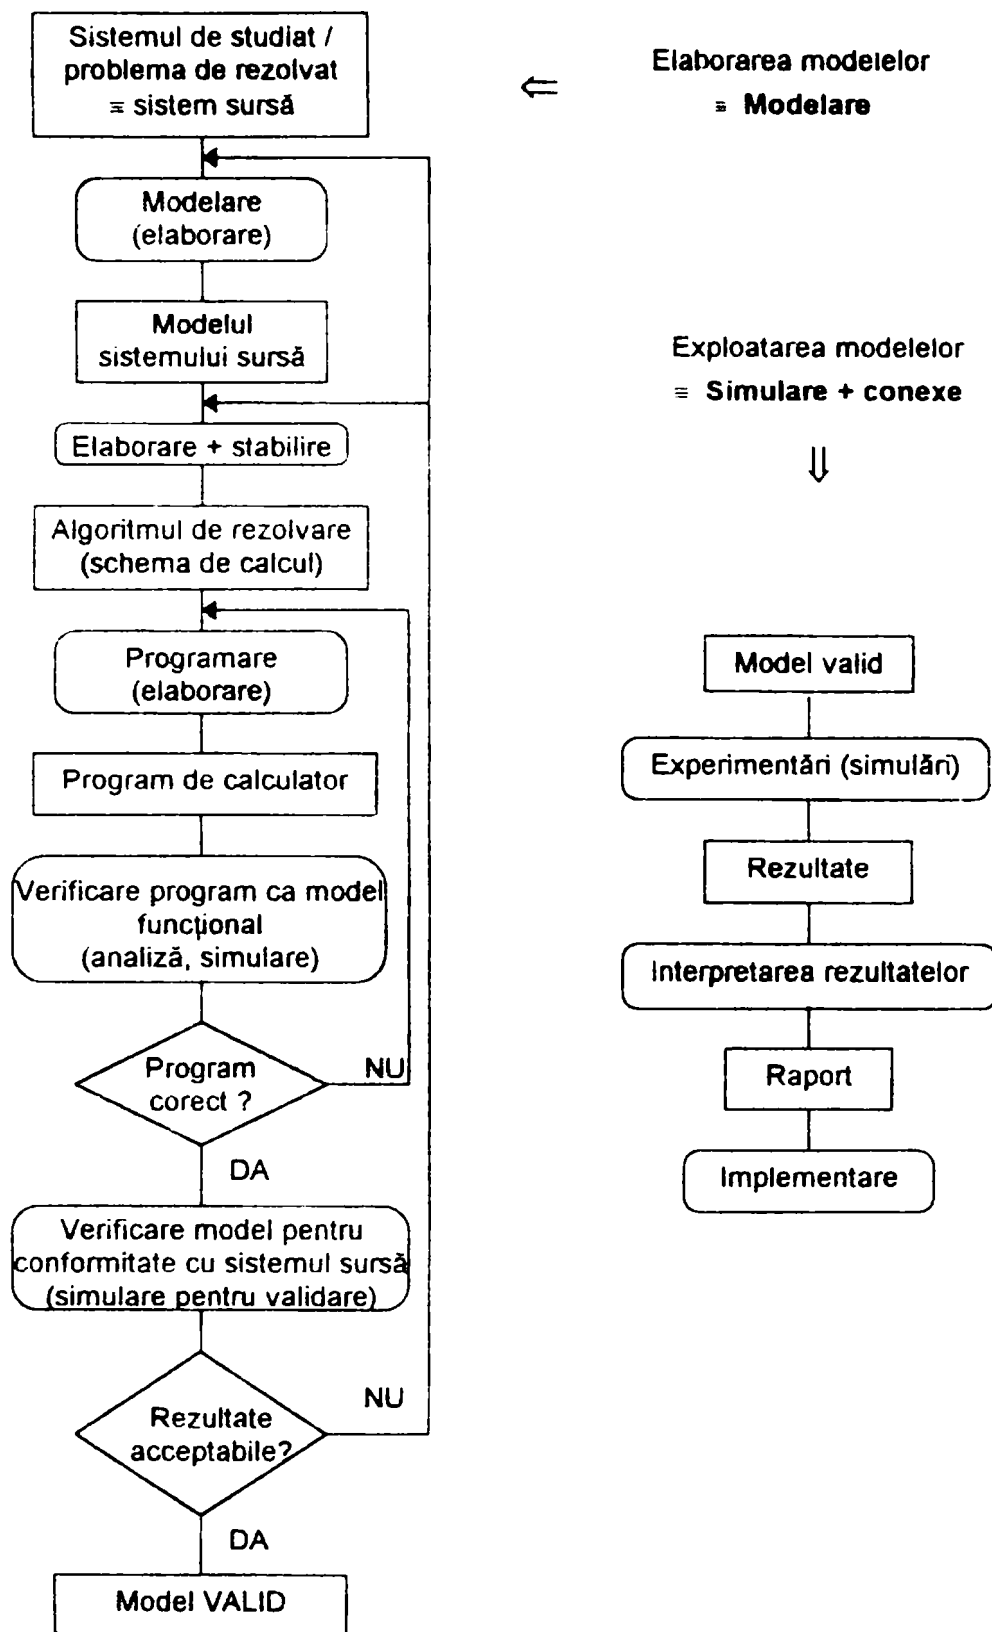 Sistemul de studiat /
problema de rezolvat
≡ sistem sursă
⇐
Elaborarea modelelor
≡ Modelare
Modelare
(elaborare)
Modelul
sistemului sursă
Exploatarea modelelor
≡ Simulare + conexe
⇓
Elaborare + stabilire
Algoritmul de rezolvare
(schema de calcul)
Programare
(elaborare)
Program de calculator
Verificare program ca model
funcţional
(analiză, simulare)
Program
corect ?
NU
DA
Verificare model pentru
conformitate cu sistemul sursă
(simulare pentru validare)
Rezultate
acceptabile?
NU
DA
Model VALID
Model valid
Experimentări (simulări)
Rezultate
Interpretarea rezultatelor
Raport
Implementare